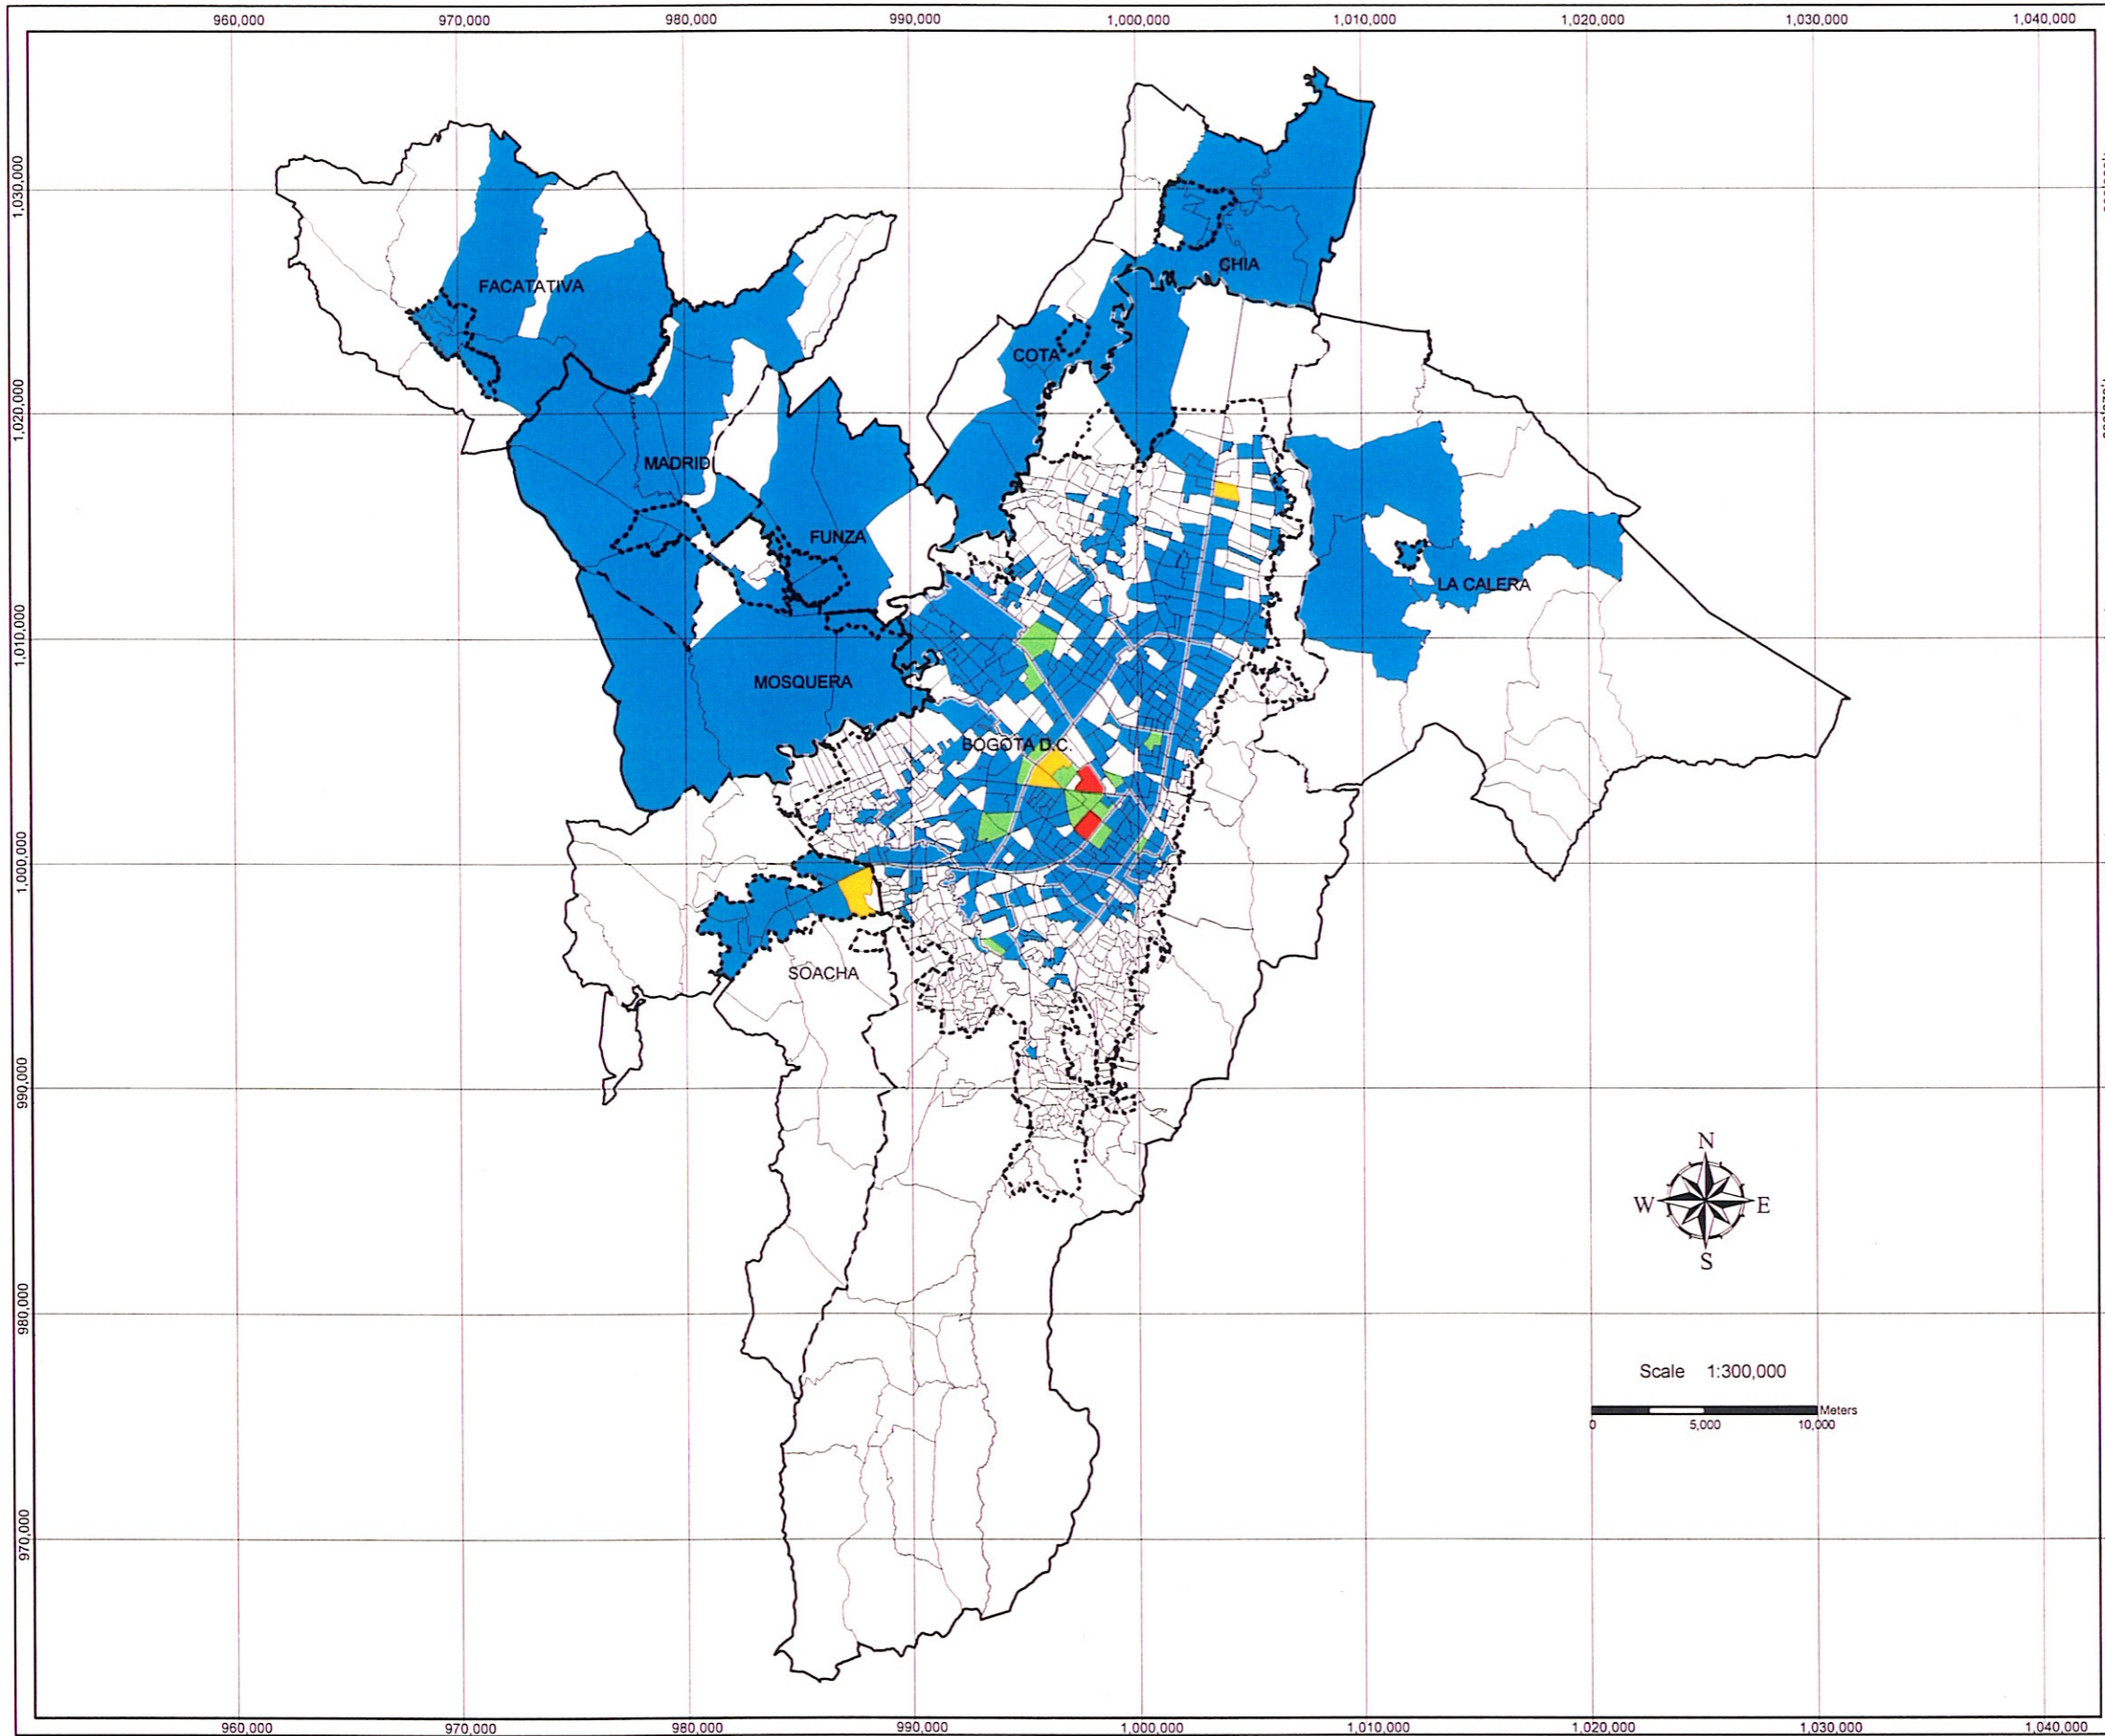 960,000 970,000 980,000 990,000 1,000,000 1,010,000 1,020,000 1,030,000 1,040,000
1,030,000
CHIA
FACATATIVA
COTA
1,020,000
MADRID
FUNZA
LA CALERA
1,010,000
MOSQUERA
BOGOTA D.C.
1,000,000
SOACHA
990,000
N
W E
S
980,000
Scale 1:300,000
Meters
0 5,000 10,000
970,000
960,000 970,000 980,000 990,000 1,000,000 1,010,000 1,020,000 1,030,000 1,040,000